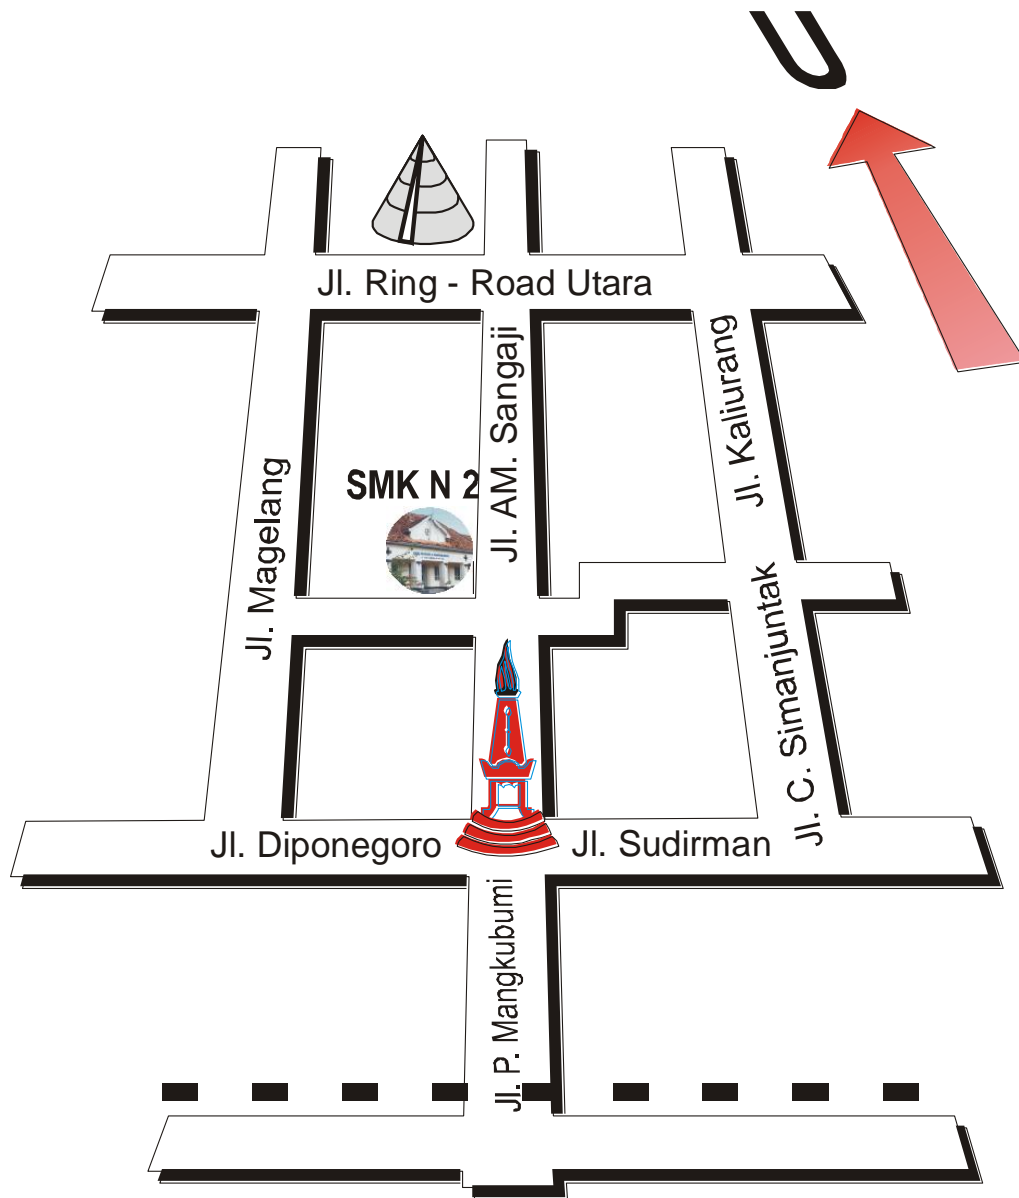 U
Jl. Ring - Road Utara
Jl. AM. Sangaji
Jl. Kaliurang
SMK N 2
Jl. Magelang
Jl. C. Simanjuntak
Jl. Diponegoro
Jl. Sudirman
Jl. P. Mangkubumi